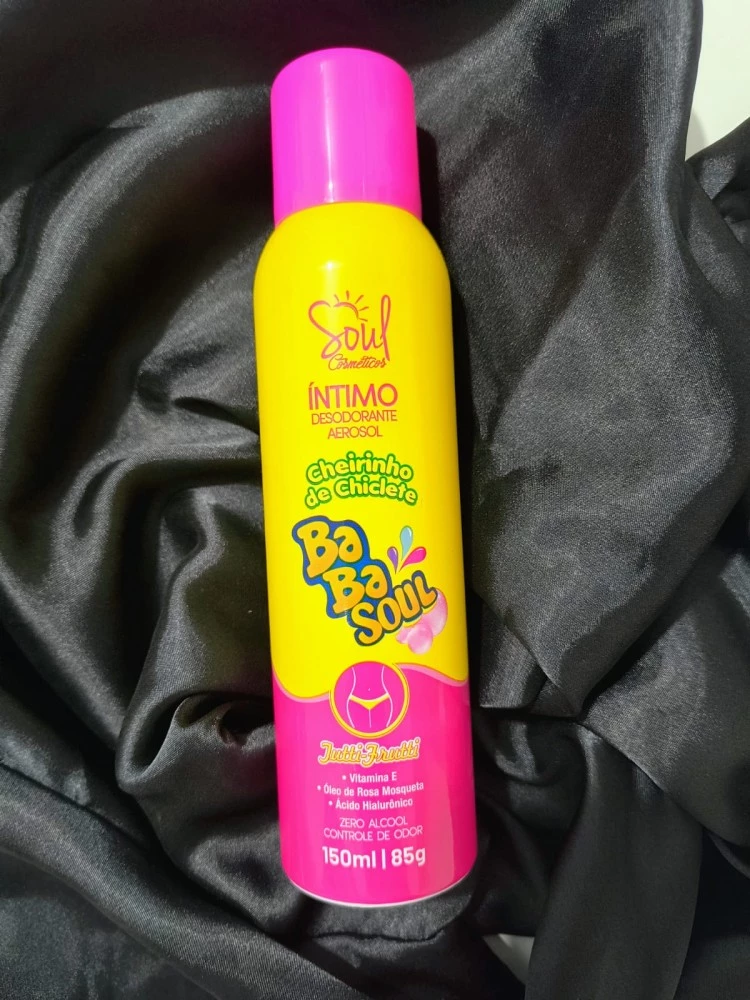 Soul
Cosméticos
ÍNTIMO
DESODORANTE
AEROSOL
Cheirinho
de Chiclete
Ba
Ba
SOUL
Tutti-Frutti
• Vitamina E
• Óleo de Rosa Mosqueta
• Ácido Hialurônico
ZERO ALCOOL
CONTROLE DE ODOR
150ml | 85g